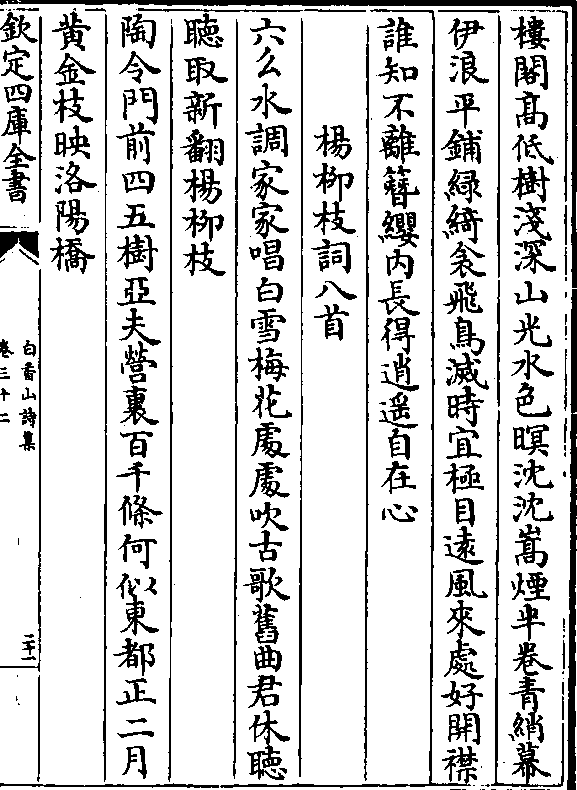 樓閣高低樹淺深山光水色暝沈沈嵩煙半卷青綃幕
伊浪平鋪緑綺衾飛鳥滅時宜極目逺風來處好開襟
誰知不離簪纓内長得逍遥自在心
楊柳枝詞八首
六么水調家家唱白雪梅花處處吹古歌舊曲君休聴
聴取新翻楊柳枝
陶令門前四五樹亞夫營裏百千條何似東都正二月
黄金枝映洛陽橋
欽定四庫全書
白香山詩集
卷三十二
二十一